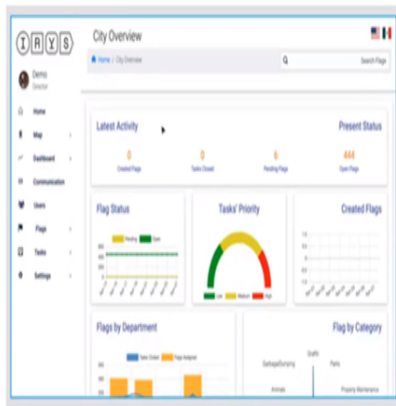 IRYS
City Overview
Home / City Overview
Search Flags
Demo
Director
Home
Map
Dashboard
Communication
Users
Flags
Tasks
Settings
Latest Activity
Present Status
0
Created Flags
0
Tasks Closed
6
Pending Flags
444
Open Flags
Flag Status
Pending
Open
Tasks' Priority
Low
Medium
High
Created Flags
Flags by Department
Tasks Closed
Flags Assigned
Flag by Category
Graffiti
Garbage/Dumping
Parks
Animals
Property Maintenance